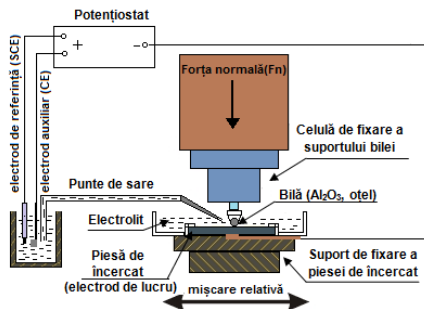 Potențiostat
+
-
electrod de referință (SCE)
electrod auxiliar (CE)
Forța normală(Fn)
Celulă de fixare a
suportului bilei
Punte de sare
Bilă (Al₂O₃, oțel)
Electrolit
Piesă de
încercat
(electrod de lucru)
Suport de fixare a
piesei de încercat
mișcare relativă